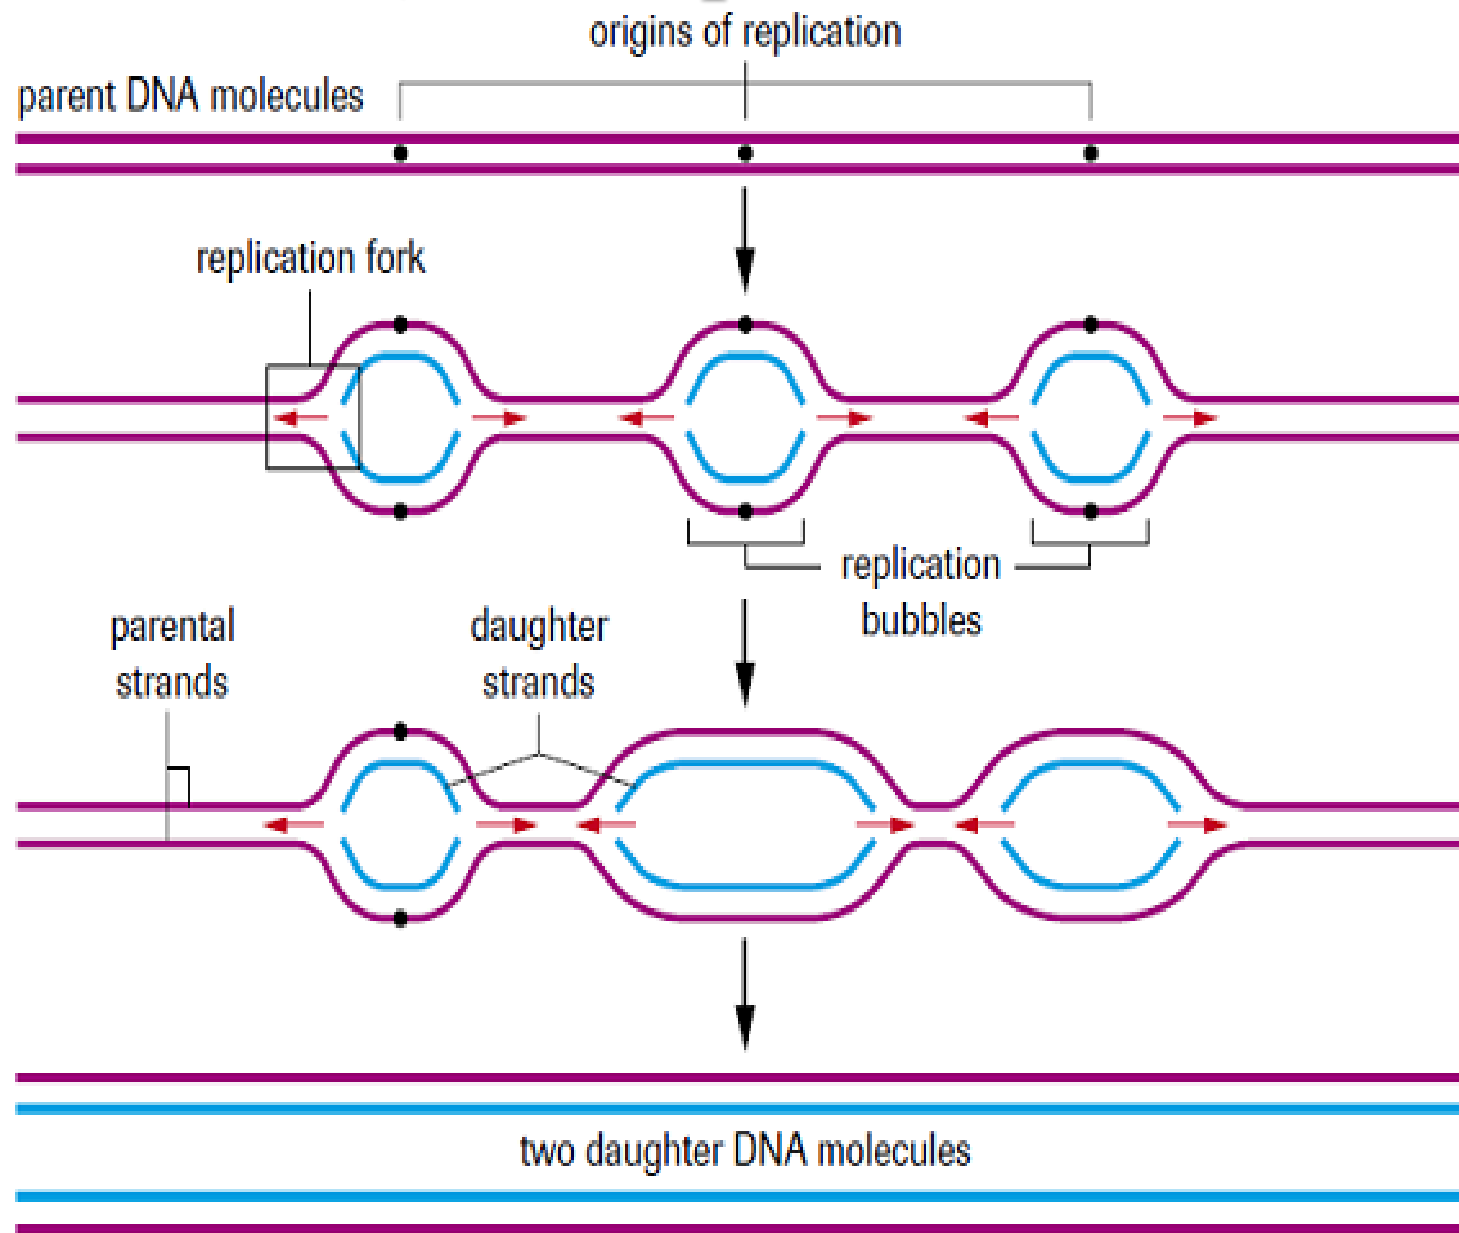 origins of replication
parent DNA molecules
replication fork
replication
bubbles
parental
strands
daughter
strands
two daughter DNA molecules